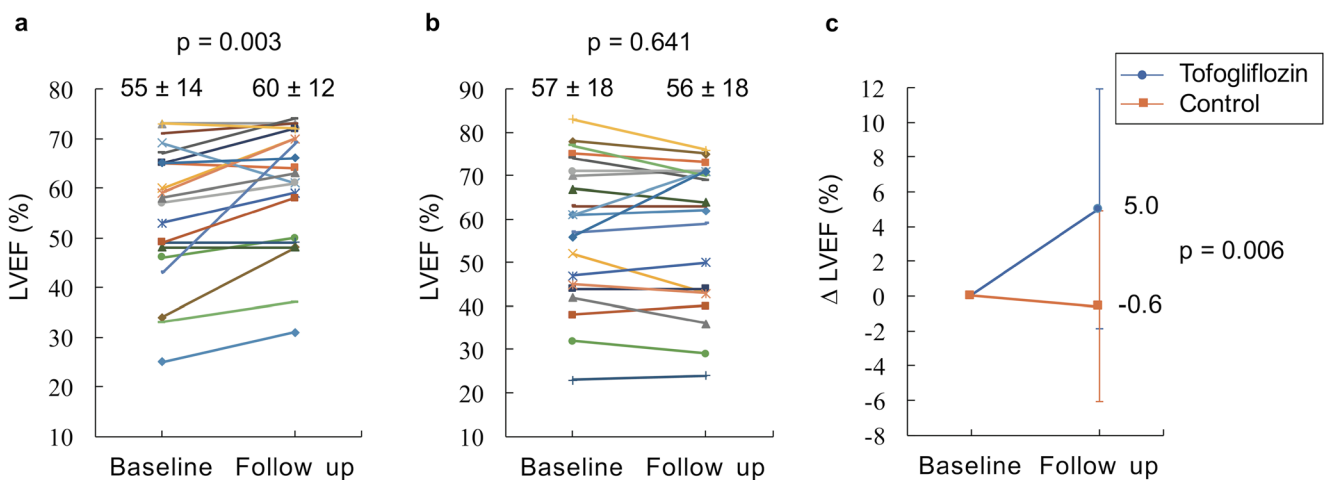 a
p = 0.003
55 ± 14 60 ± 12
LVEF (%)
80
70
60
50
40
30
20
10
Baseline Follow up
b
p = 0.641
57 ± 18 56 ± 18
LVEF (%)
90
80
70
60
50
40
30
20
10
Baseline Follow up
c
Tofogliflozin
Control
Δ LVEF (%)
12
10
8
6
4
2
0
-2
-4
-6
-8
5.0
p = 0.006
-0.6
Baseline Follow up